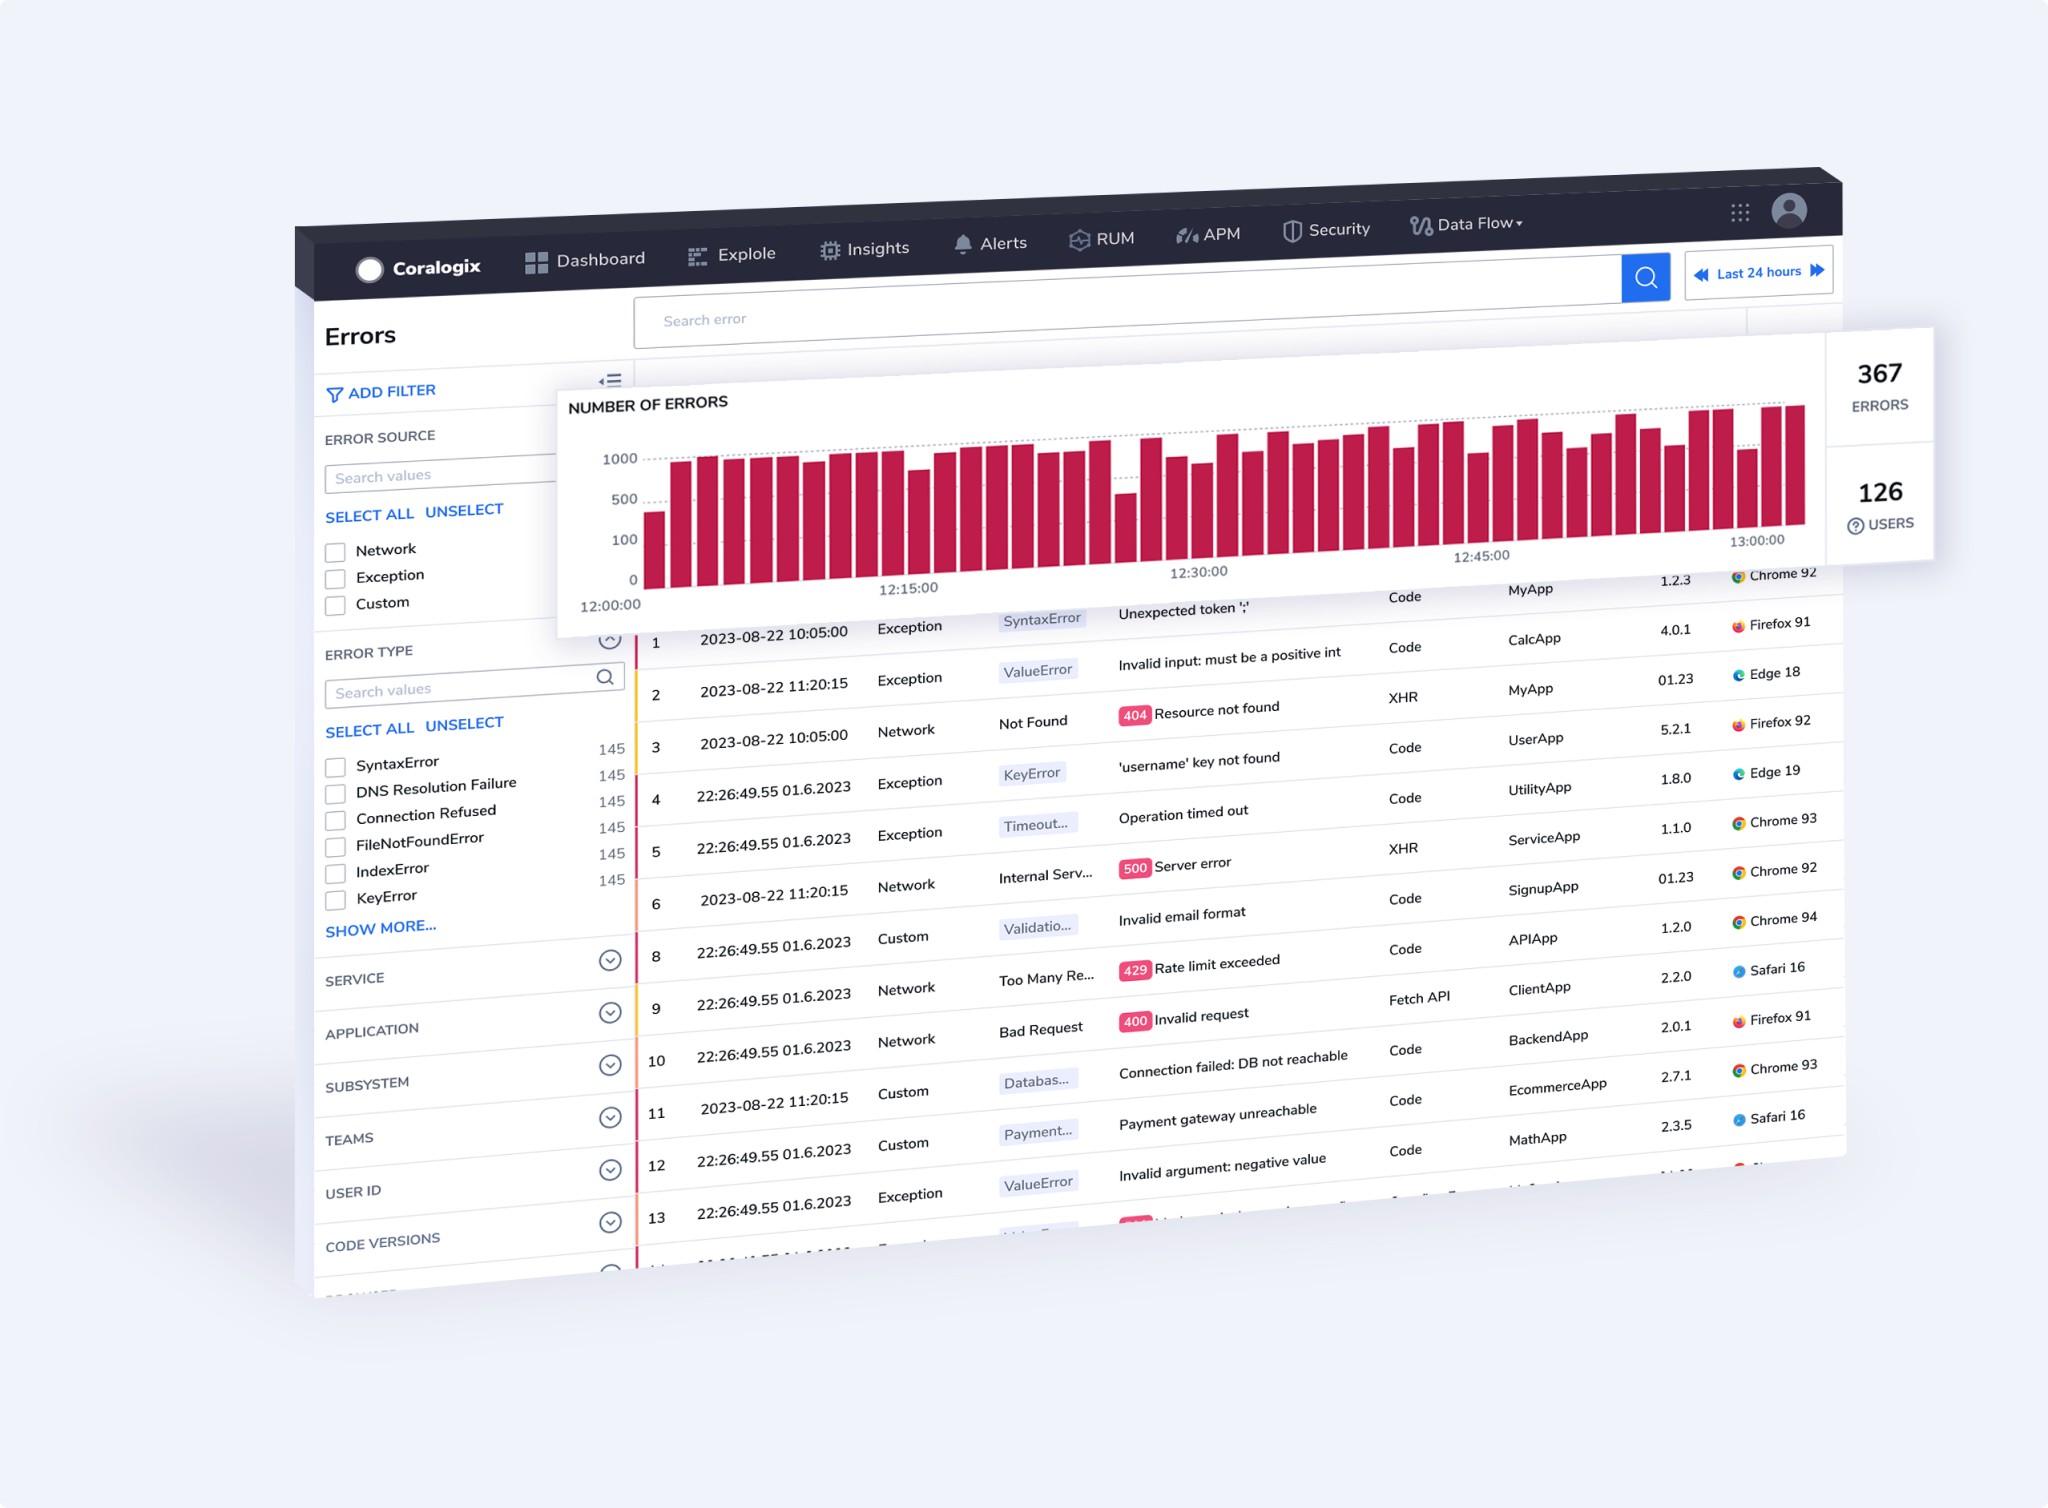 Coralogix Dashboard Explole Insights Alerts RUM APM Security Data Flow
Errors
Search error
Last 24 hours
ADD FILTER
ERROR SOURCE
Search values
SELECT ALL UNSELECT
Network
Exception
Custom
ERROR TYPE
Search values
SELECT ALL UNSELECT
SyntaxError 145
DNS Resolution Failure 145
Connection Refused 145
FileNotFoundError 145
IndexError 145
KeyError 145
SHOW MORE...
SERVICE
APPLICATION
SUBSYSTEM
TEAMS
USER ID
CODE VERSIONS
NUMBER OF ERRORS
1000
500
100
0
12:00:00 12:15:00 12:30:00 12:45:00 13:00:00
367
ERRORS
126
USERS
1 2023-08-22 10:05:00 Exception SyntaxError Unexpected token ';' Code MyApp 1.2.3 Chrome 92
2 2023-08-22 11:20:15 Exception ValueError Invalid input: must be a positive int Code CalcApp 4.0.1 Firefox 91
3 2023-08-22 10:05:00 Network Not Found 404 Resource not found XHR MyApp 01.23 Edge 18
4 22:26:49.55 01.6.2023 Exception KeyError 'username' key not found Code UserApp 5.2.1 Firefox 92
5 22:26:49.55 01.6.2023 Exception Timeout... Operation timed out Code UtilityApp 1.8.0 Edge 19
6 2023-08-22 11:20:15 Network Internal Serv... 500 Server error XHR ServiceApp 1.1.0 Chrome 93
8 22:26:49.55 01.6.2023 Custom Validatio... Invalid email format Code SignupApp 01.23 Chrome 92
9 22:26:49.55 01.6.2023 Network Too Many Re... 429 Rate limit exceeded Code APIApp 1.2.0 Chrome 94
10 22:26:49.55 01.6.2023 Network Bad Request 400 Invalid request Fetch API ClientApp 2.2.0 Safari 16
11 2023-08-22 11:20:15 Custom Databas... Connection failed: DB not reachable Code BackendApp 2.0.1 Firefox 91
12 22:26:49.55 01.6.2023 Custom Payment... Payment gateway unreachable Code EcommerceApp 2.7.1 Chrome 93
13 22:26:49.55 01.6.2023 Exception ValueError Invalid argument: negative value Code MathApp 2.3.5 Safari 16